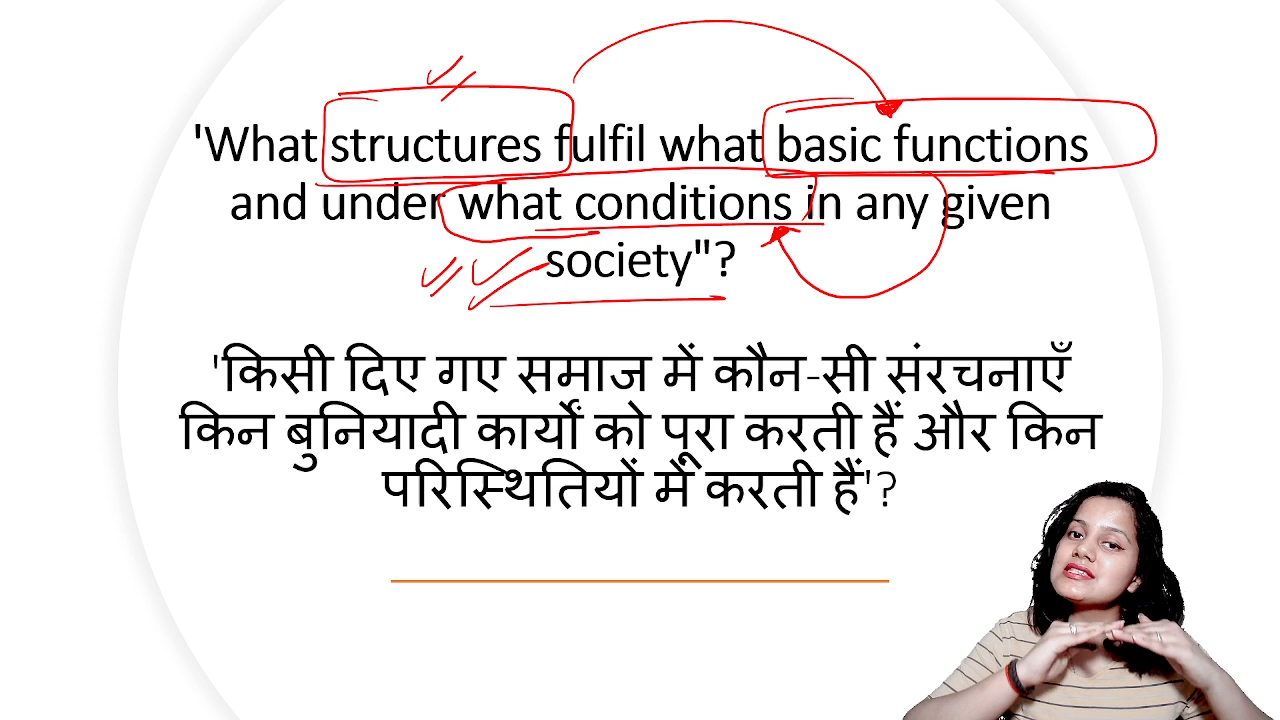 'What structures fulfil what basic functions
and under what conditions in any given
society"?
'किसी दिए गए समाज में कौन-सी संरचनाएँ
किन बुनियादी कार्यों को पूरा करती हैं और किन
परिस्थितियों में करती हैं'?